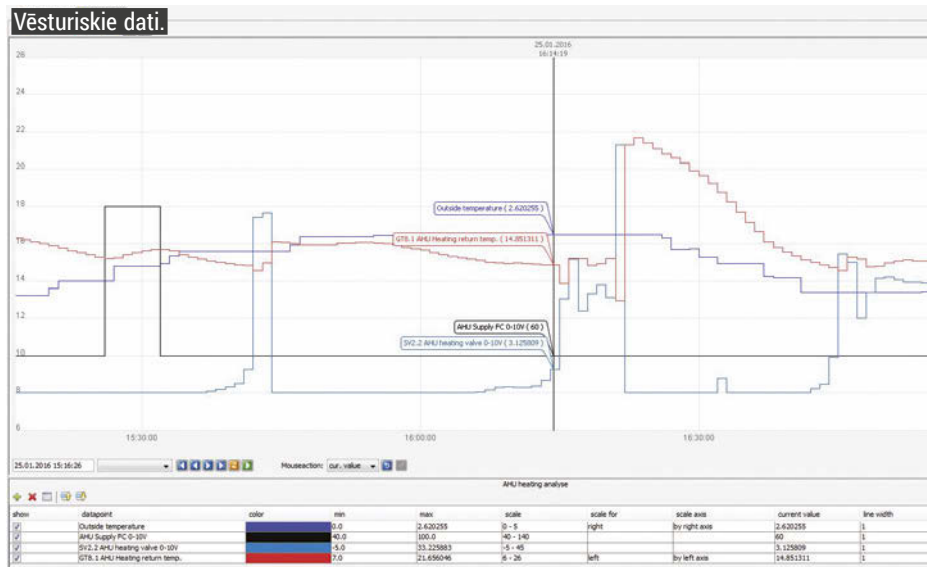 Vēsturiskie dati.
25.01.2016
16:14:19
26
24
22
20
18
16
14
12
10
8
6
Outside temperature ( 2.620255 )
GT8.1 AHU Heating return temp. ( 14.851311 )
AHU Supply FC 0-10V ( 60 )
SV2.2 AHU heating valve 0-10V ( 3.125809 )
15:30:00 16:00:00 16:30:00
25.01.2016 15:16:26 Mouseaction: cur. value
AHU heating analyse
show datapoint color min max scale scale for scale axis current value line width
Outside temperature 0.0 2.620255 0 - 5 right by right axis 2.620255 1
AHU Supply FC 0-10V 40.0 100.0 40 - 140 60 1
SV2.2 AHU heating valve 0-10V -5.0 33.225883 -5 - 45 3.125809 1
GT8.1 AHU Heating return temp. 7.0 21.656046 6 - 26 left by left axis 14.851311 1